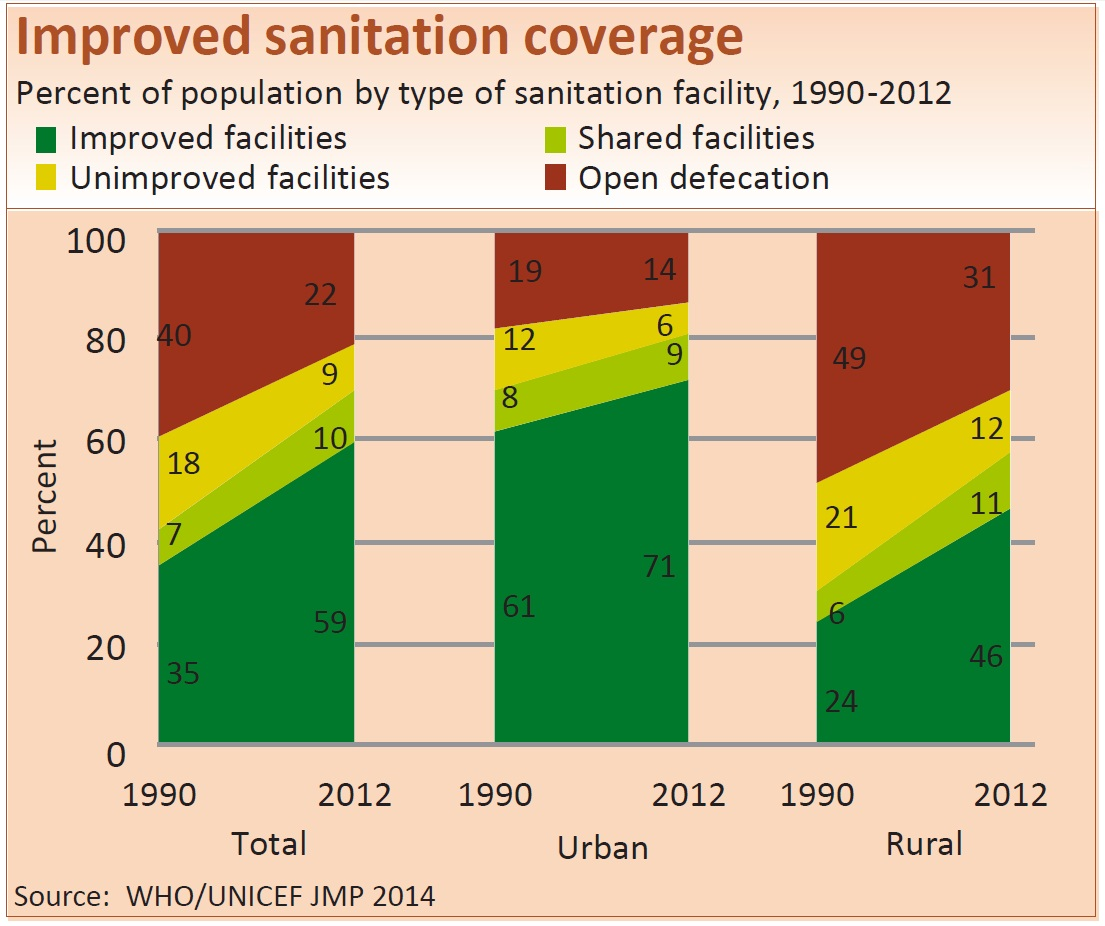 Improved sanitation coverage
Percent of population by type of sanitation facility, 1990-2012
Improved facilities Shared facilities
Unimproved facilities Open defecation
Percent
100
80
60
40
20
0
40 22
18 9
7 10
35 59
19 14
12 6
8 9
61 71
49 31
21 12
6 11
24 46
1990 2012 1990 2012 1990 2012
Total Urban Rural
Source: WHO/UNICEF JMP 2014